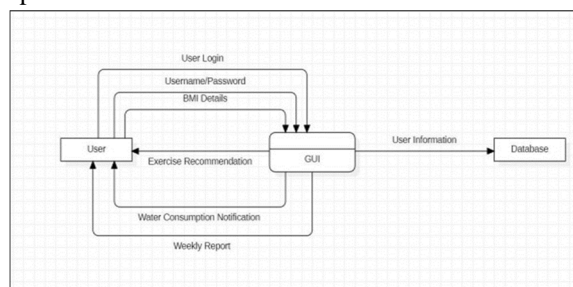 User Login
Username/Password
BMI Details
User Information
User
Exercise Recommendation
GUI
Database
Water Consumption Notification
Weekly Report